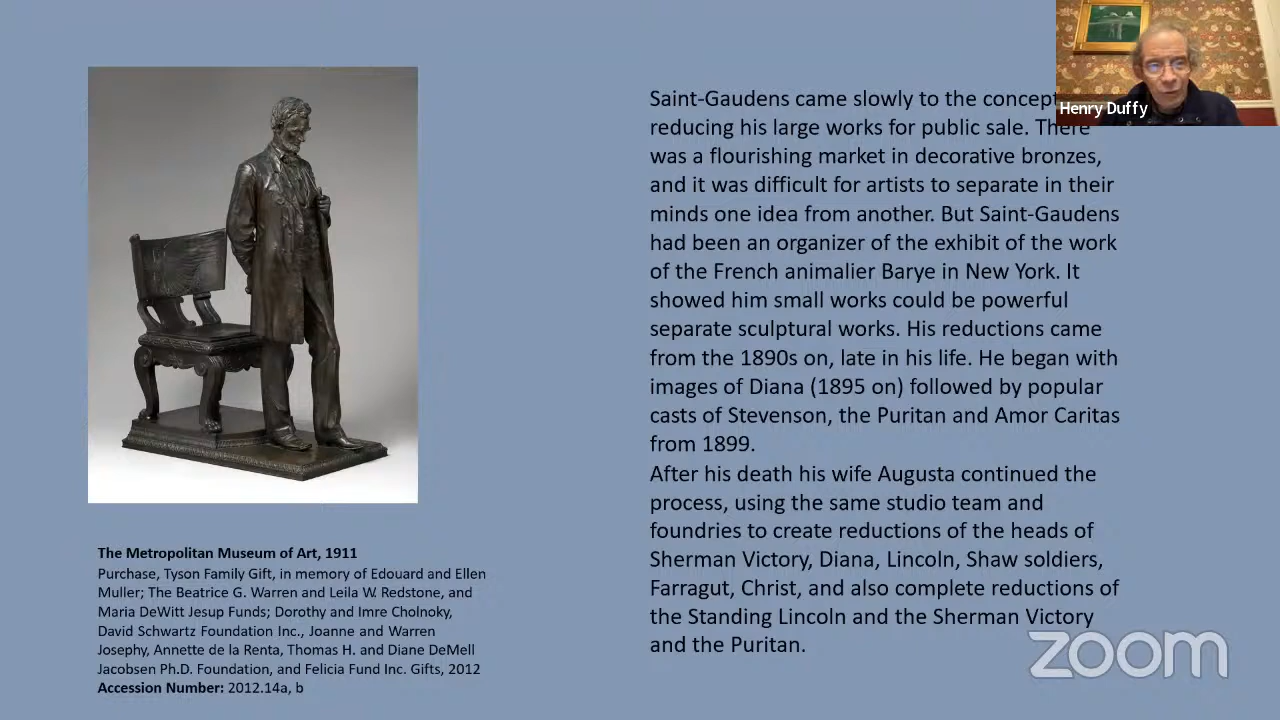 Saint-Gaudens came slowly to the concept
reducing his large works for public sale. There
was a flourishing market in decorative bronzes,
and it was difficult for artists to separate in their
minds one idea from another. But Saint-Gaudens
had been an organizer of the exhibit of the work
of the French animalier Barye in New York. It
showed him small works could be powerful
separate sculptural works. His reductions came
from the 1890s on, late in his life. He began with
images of Diana (1895 on) followed by popular
casts of Stevenson, the Puritan and Amor Caritas
from 1899.
After his death his wife Augusta continued the
process, using the same studio team and
foundries to create reductions of the heads of
Sherman Victory, Diana, Lincoln, Shaw soldiers,
Farragut, Christ, and also complete reductions of
the Standing Lincoln and the Sherman Victory
and the Puritan.
The Metropolitan Museum of Art, 1911
Purchase, Tyson Family Gift, in memory of Edouard and Ellen
Muller; The Beatrice G. Warren and Leila W. Redstone, and
Maria DeWitt Jesup Funds; Dorothy and Imre Cholnoky,
David Schwartz Foundation Inc., Joanne and Warren
Josephy, Annette de la Renta, Thomas H. and Diane DeMell
Jacobsen Ph.D. Foundation, and Felicia Fund Inc. Gifts, 2012
Accession Number: 2012.14a, b
Henry Duffy
zoom